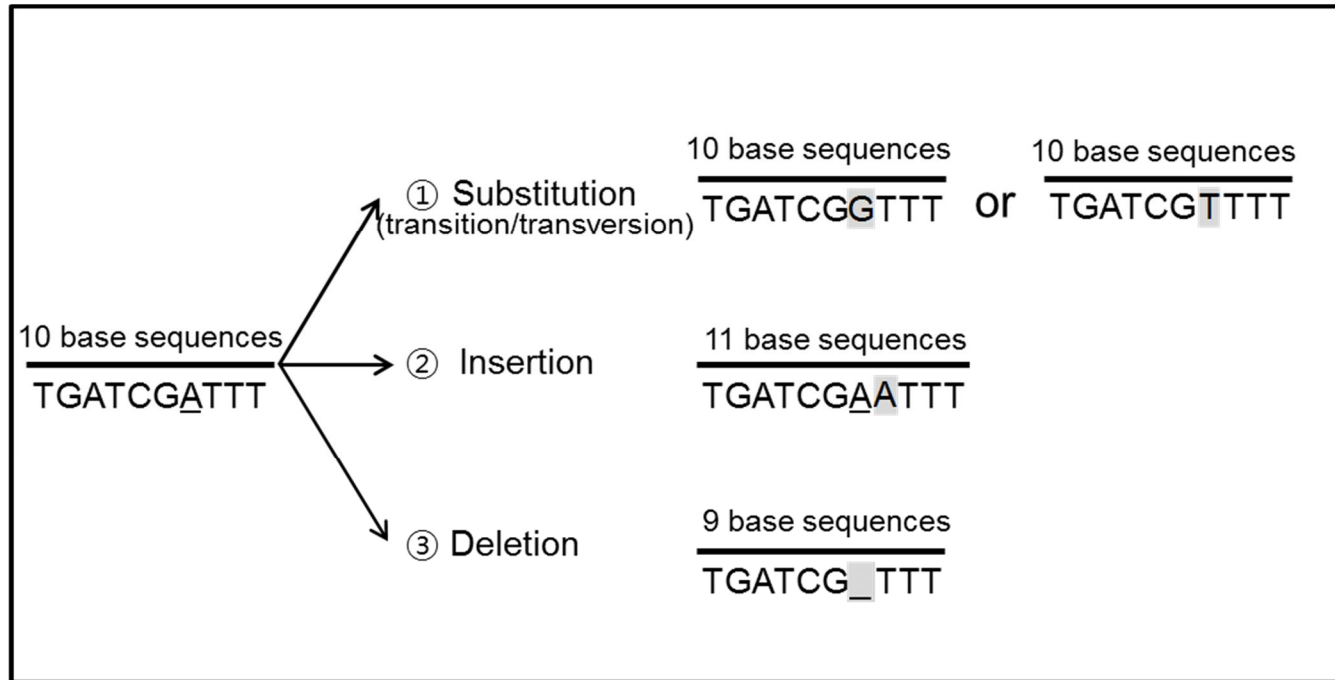 10 base sequences
TGATCGATTT
① Substitution
(transition/transversion)
10 base sequences
TGATCGGTTT
or
10 base sequences
TGATCGTTTT
② Insertion
11 base sequences
TGATCGAATTT
③ Deletion
9 base sequences
TGATCG_TTT